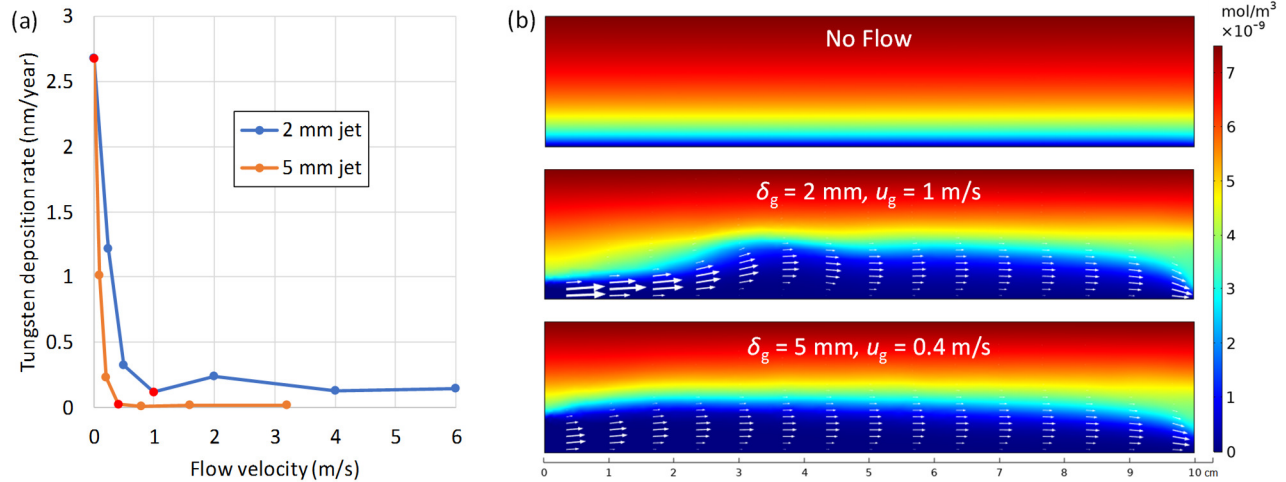 (a)
Tungsten deposition rate (nm/year)
3
2.5
2
1.5
1
0.5
0
0 1 2 3 4 5 6
Flow velocity (m/s)
2 mm jet
5 mm jet
(b)
No Flow
δg = 2 mm, ug = 1 m/s
δg = 5 mm, ug = 0.4 m/s
0 1 2 3 4 5 6 7 8 9 10 cm
mol/m³
×10⁻⁹
7
6
5
4
3
2
1
0